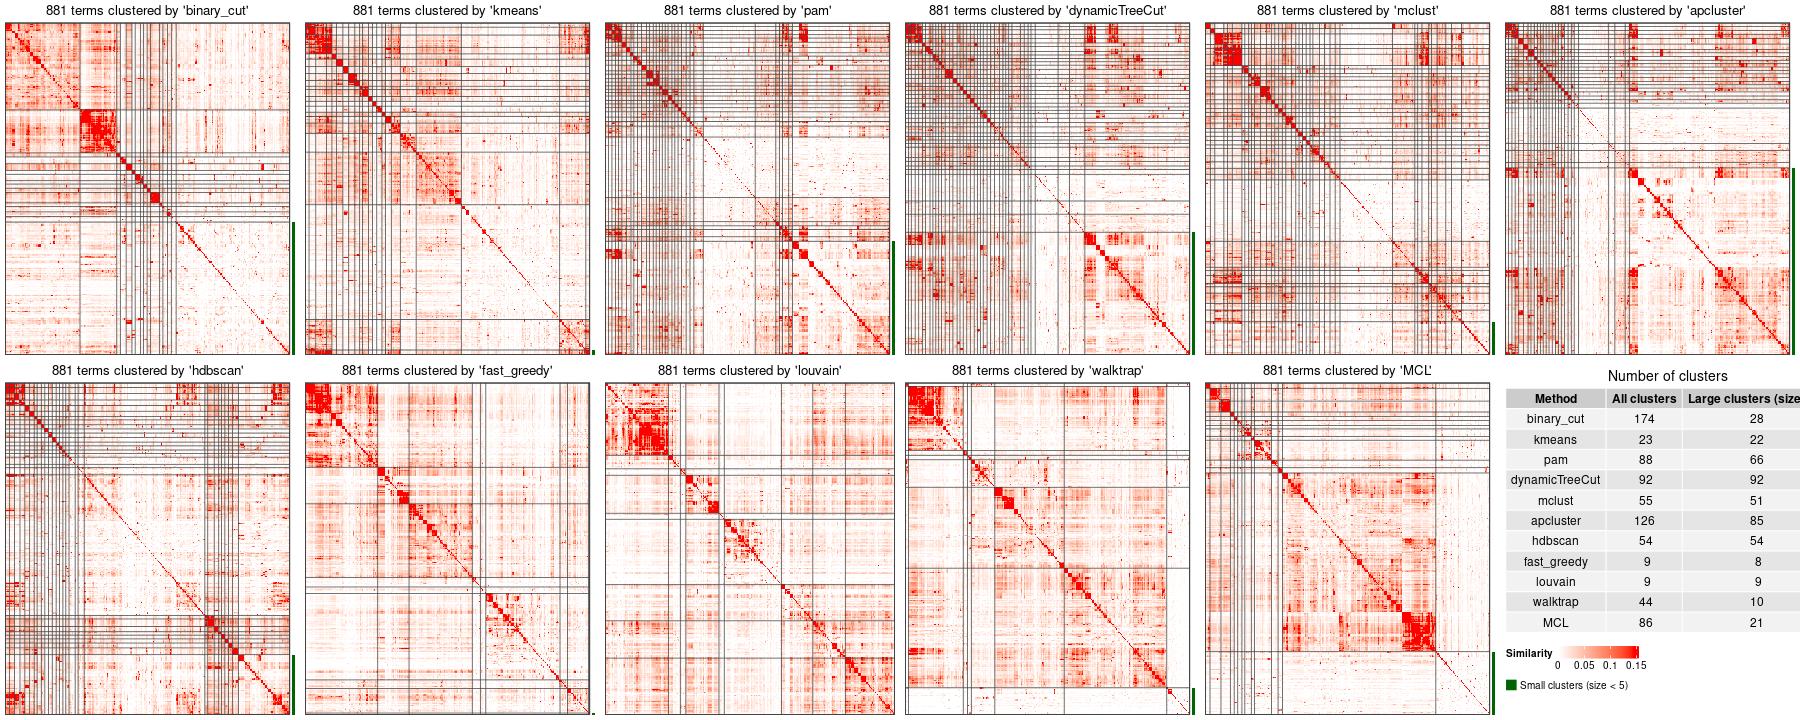 881 terms clustered by 'binary_cut'
881 terms clustered by 'kmeans'
881 terms clustered by 'pam'
881 terms clustered by 'dynamicTreeCut'
881 terms clustered by 'mclust'
881 terms clustered by 'apcluster'
881 terms clustered by 'hdbscan'
881 terms clustered by 'fast_greedy'
881 terms clustered by 'louvain'
881 terms clustered by 'walktrap'
881 terms clustered by 'MCL'
Number of clusters
Method All clusters Large clusters (size
binary_cut 174 28
kmeans 23 22
pam 88 66
dynamicTreeCut 92 92
mclust 55 51
apcluster 126 85
hdbscan 54 54
fast_greedy 9 8
louvain 9 9
walktrap 44 10
MCL 86 21
Similarity
0 0.05 0.1 0.15
Small clusters (size < 5)